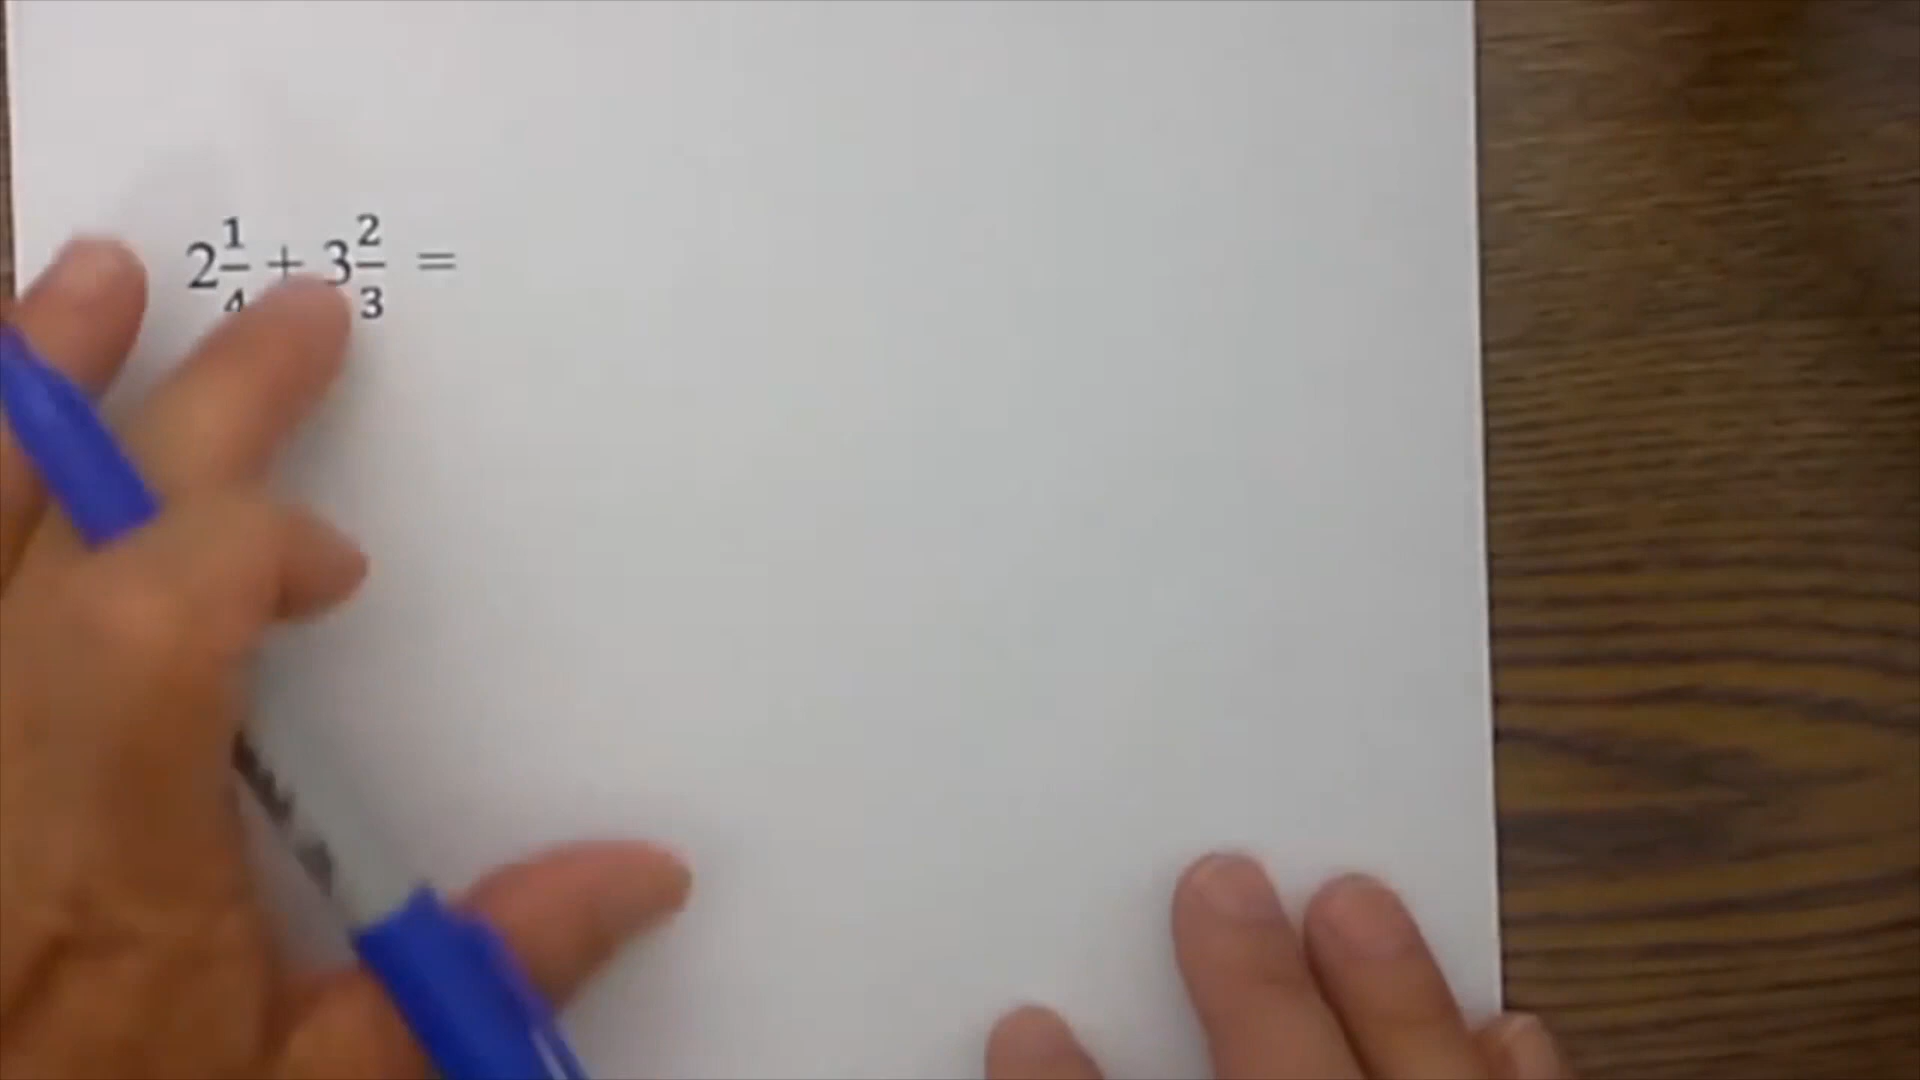 2 1/4 + 3 2/3 =